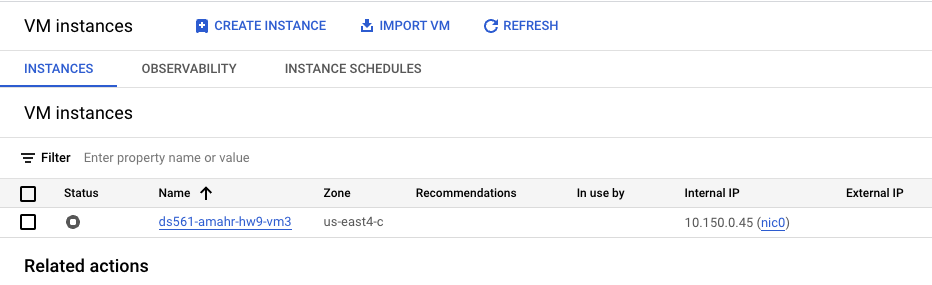 VM instances CREATE INSTANCE IMPORT VM REFRESH
INSTANCES OBSERVABILITY INSTANCE SCHEDULES
VM instances
Filter Enter property name or value
Status Name Zone Recommendations In use by Internal IP External IP
ds561-amahr-hw9-vm3 us-east4-c 10.150.0.45 (nic0)
Related actions